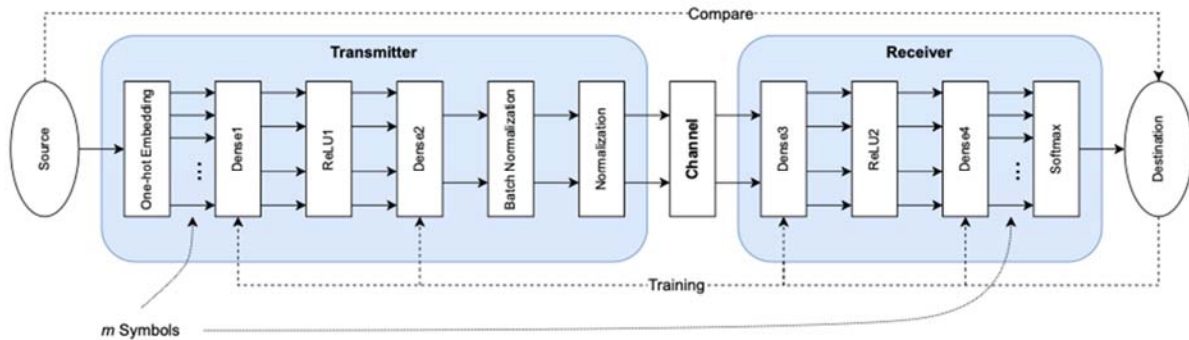 Compare
Transmitter
Receiver
Source
One-hot Embedding
...
Dense1
ReLU1
Dense2
Batch Normalization
Normalization
Channel
Dense3
ReLU2
Dense4
...
Softmax
Destination
Training
m Symbols